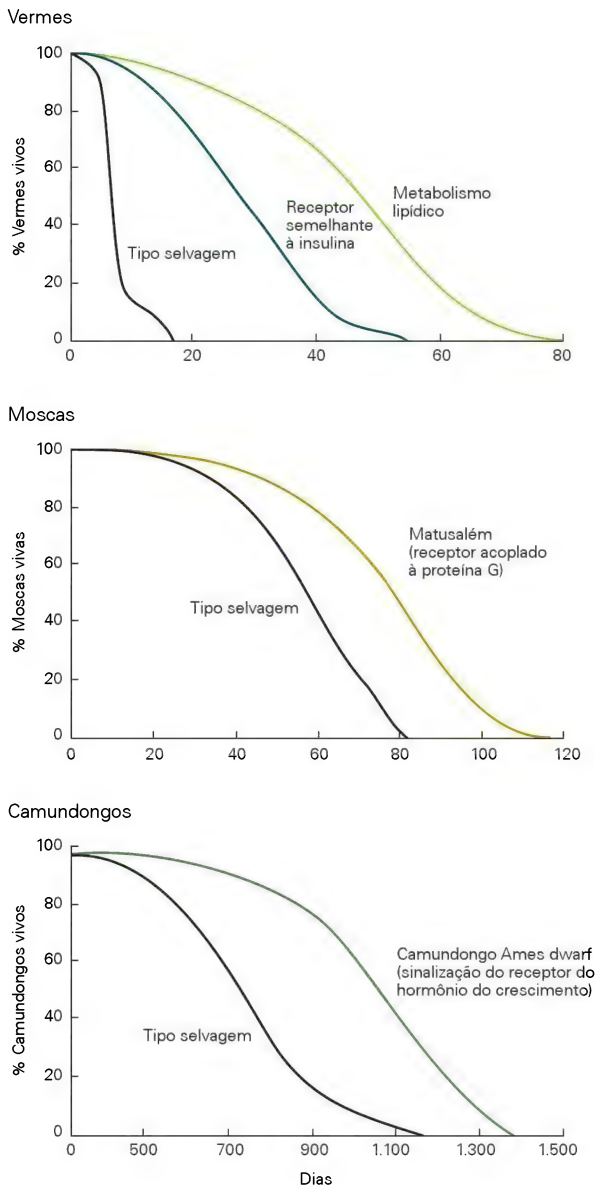 Vermes
100
80
60
40
20
0
% Vermes vivos
Metabolismo
lipídico
Receptor
semelhante
à insulina
Tipo selvagem
0 20 40 60 80
Moscas
100
80
60
40
20
0
% Moscas vivas
Matusalém
(receptor acoplado
à proteína G)
Tipo selvagem
0 20 40 60 80 100 120
Camundongos
100
80
60
40
20
0
% Camundongos vivos
Camundongo Ames dwarf
(sinalização do receptor do
hormônio do crescimento)
Tipo selvagem
0 500 700 900 1.100 1.300 1.500
Dias